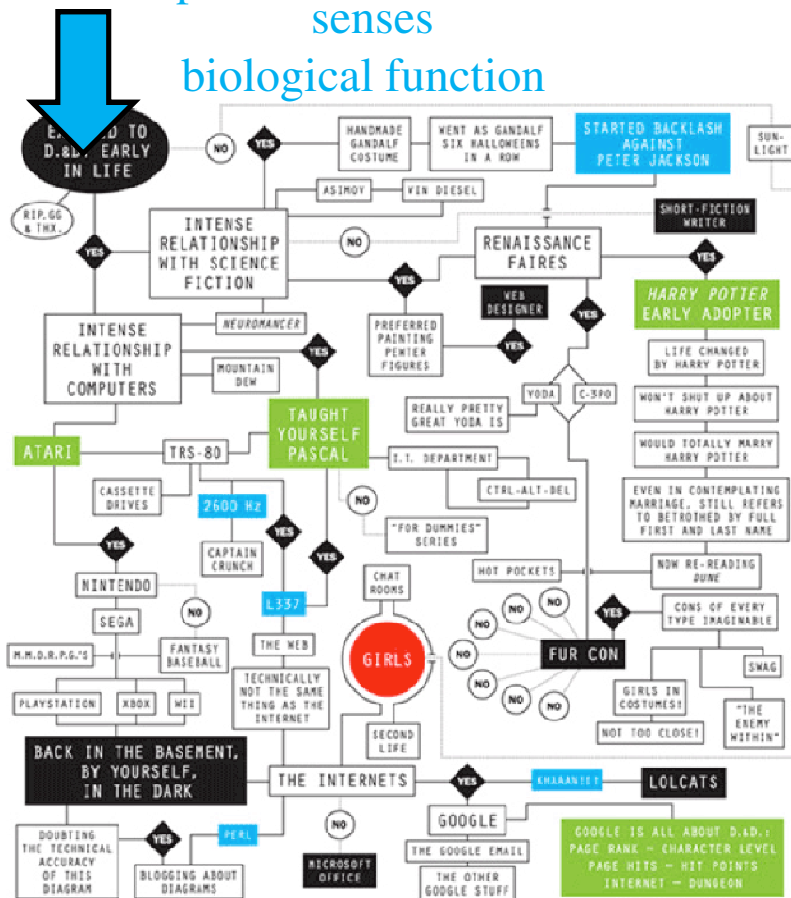 senses
biological function
TO
D.&D. EARLY
IN LIFE
NO
YES
HANDMADE
GANDALF
COSTUME
WENT AS GANDALF
SIX HALLOWEENS
IN A ROW
STARTED BACKLASH
AGAINST
PETER JACKSON
SUN-
LIGHT
RIP, GG
& THX.
ASIMOV
VIN DIESEL
SHORT-FICTION
WRITER
YES
INTENSE
RELATIONSHIP
WITH SCIENCE
FICTION
NO
RENAISSANCE
FAIRES
YES
YES
WEB
DESIGNER
YES
HARRY POTTER
EARLY ADOPTER
INTENSE
RELATIONSHIP
WITH
COMPUTERS
NEUROMANCER
PREFERRED
PAINTING
PEWTER
FIGURES
YES
YES
LIFE CHANGED
BY HARRY POTTER
MOUNTAIN
DEW
YODA
C-3PO
WON'T SHUT UP ABOUT
HARRY POTTER
REALLY PRETTY
GREAT YODA IS
TAUGHT
YOURSELF
PASCAL
ATARI
TRS-80
WOULD TOTALLY MARRY
HARRY POTTER
I.T. DEPARTMENT
CASSETTE
DRIVES
2600 Hz
NO
CTRL-ALT-DEL
EVEN IN CONTEMPLATING
MARRIAGE, STILL REFERS
TO BETROTHED BY FULL
FIRST AND LAST NAME
YES
YES
"FOR DUMMIES"
SERIES
CAPTAIN
CRUNCH
YES
NINTENDO
CHAT
ROOMS
HOT POCKETS
NOW RE-READING
DUNE
SEGA
NO
L337
NO
NO
NO
NO
NO
NO
NO
YES
CONS OF EVERY
TYPE IMAGINABLE
M.M.O.R.P.G.'S
FANTASY
BASEBALL
THE WEB
GIRLS
FUR CON
SWAG
PLAYSTATION
XBOX
WII
TECHNICALLY
NOT THE SAME
THING AS THE
INTERNET
GIRLS IN
COSTUMES!
NOT TOO CLOSE!
"THE
ENEMY
WITHIN"
SECOND
LIFE
BACK IN THE BASEMENT,
BY YOURSELF,
IN THE DARK
THE INTERNETS
YES
LOLCATS
DOUBTING
THE TECHNICAL
ACCURACY
OF THIS
DIAGRAM
YES
BLOGGING ABOUT
DIAGRAMS
PERL
NO
MICROSOFT
OFFICE
GOOGLE
THE GOOGLE EMAIL
THE OTHER
GOOGLE STUFF
GOOGLE IS ALL ABOUT D.&D.:
PAGE RANK = CHARACTER LEVEL
PAGE HITS = HIT POINTS
INTERNET = DUNGEON